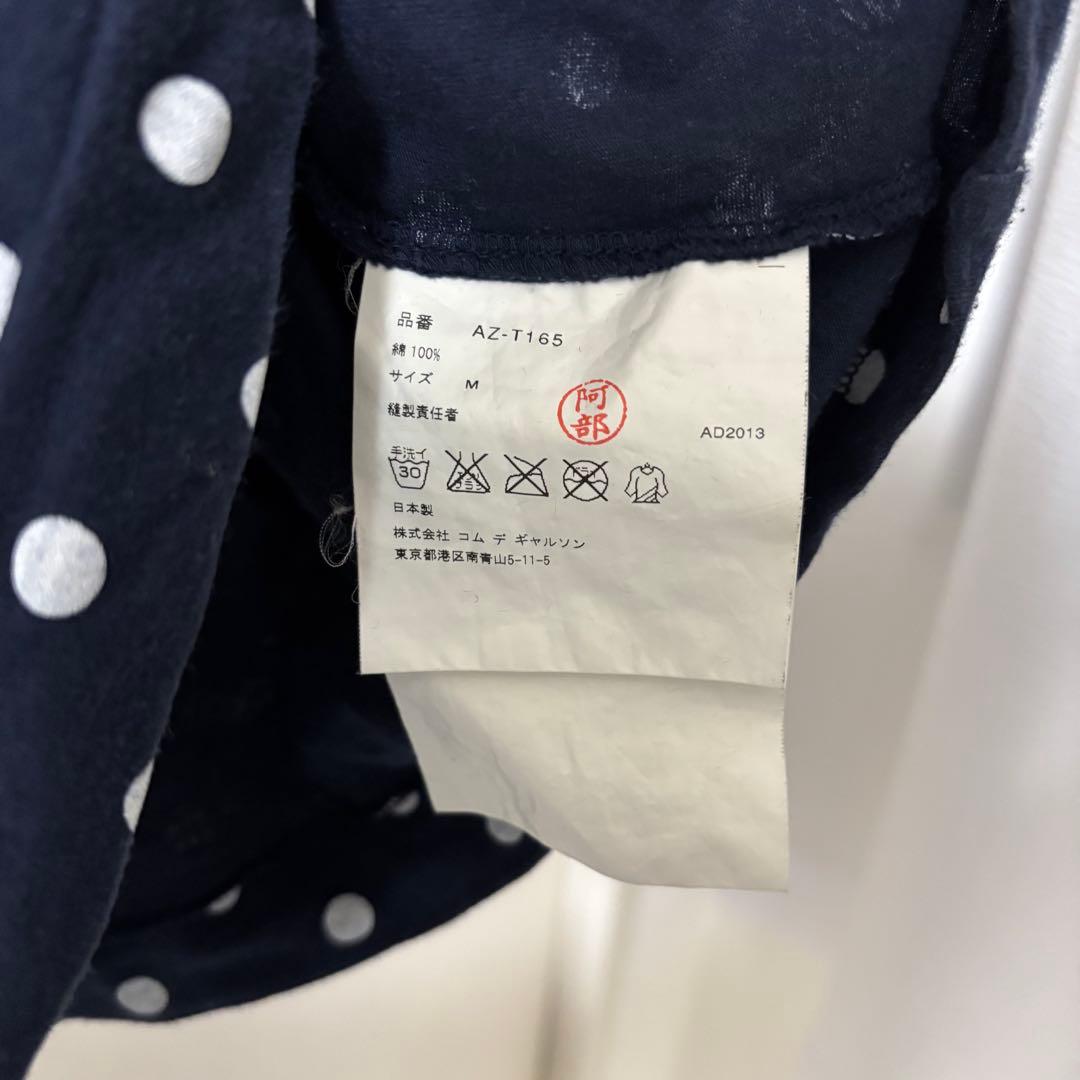 品番 AZ-T165
綿 100%
サイズ M
縫製責任者
阿部
AD2013
手洗イ
30
日本製
株式会社 コム デ ギャルソン
東京都港区南青山5-11-5